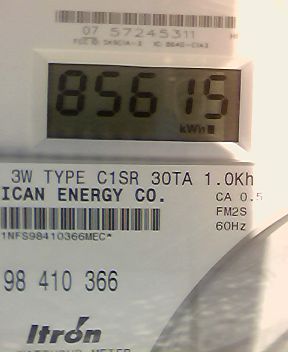 07 57245311
85615
kWh
3W TYPE C1SR 30TA 1.0Kh
ICAN ENERGY CO.
CA 0.5
FM2S
60Hz
1NFS98410366MEC*
98 410 366
Itron